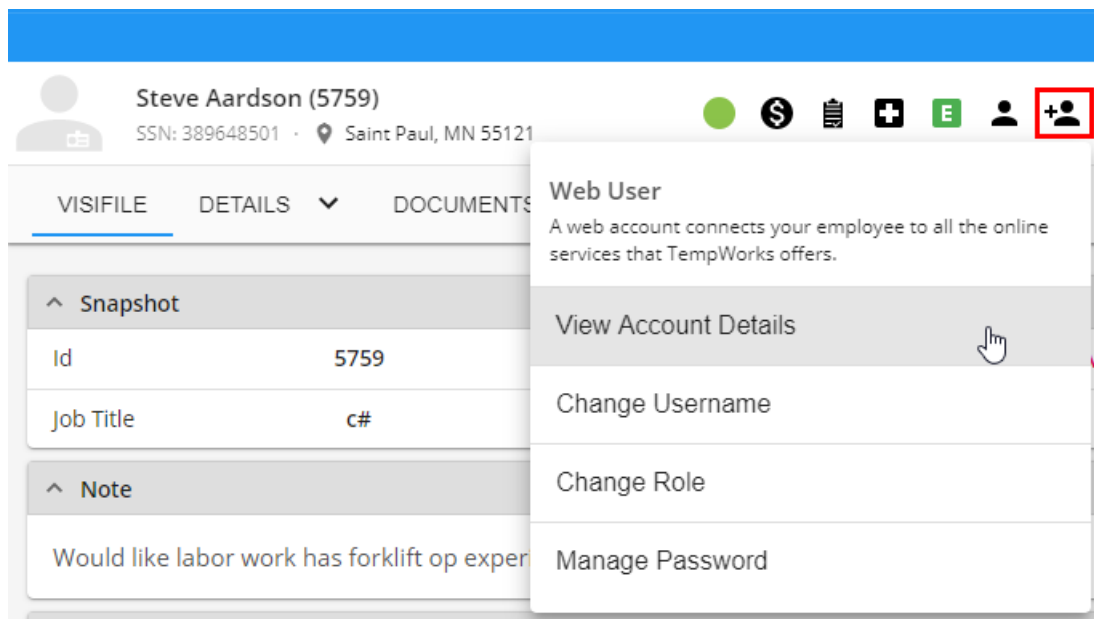 Steve Aardson (5759)
SSN: 389648501 · Saint Paul, MN 55121
E
VISIFILE DETAILS DOCUMENTS
Web User
A web account connects your employee to all the online
services that TempWorks offers.
View Account Details
Change Username
Change Role
Manage Password
Snapshot
Id 5759
Job Title c#
Note
Would like labor work has forklift op exper